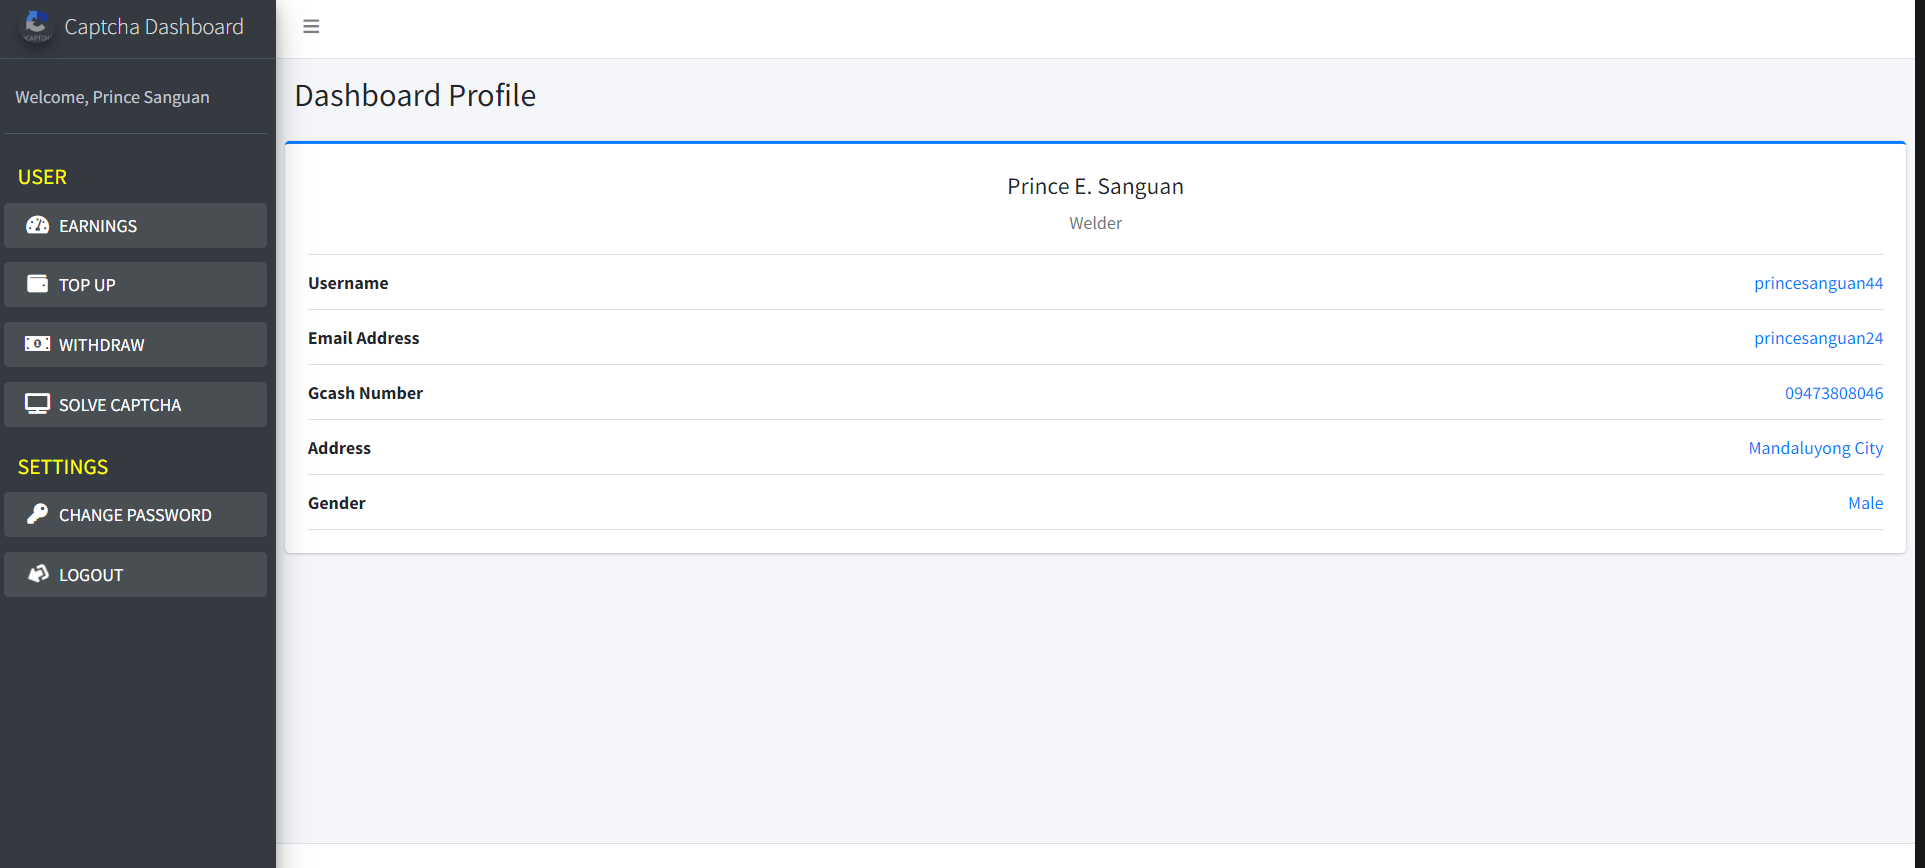 Captcha Dashboard
Welcome, Prince Sanguan
USER
EARNINGS
TOP UP
WITHDRAW
SOLVE CAPTCHA
SETTINGS
CHANGE PASSWORD
LOGOUT
Dashboard Profile
Prince E. Sanguan
Welder
Username princesanguan44
Email Address princesanguan24
Gcash Number 09473808046
Address Mandaluyong City
Gender Male